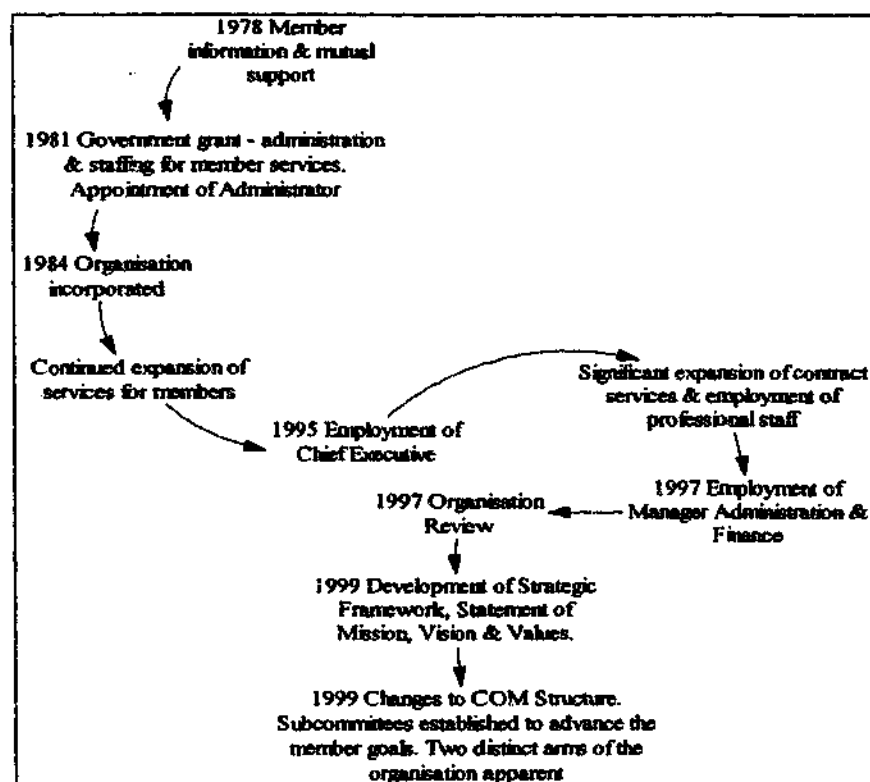 1978 Member
information & mutual
support
1981 Government grant - administration
& staffing for member services.
Appointment of Administrator
1984 Organisation
incorporated
Continued expansion of
services for members
1995 Employment of
Chief Executive
Significant expansion of contract
services & employment of
professional staff
1997 Employment of
Manager Administration &
Finance
1997 Organisation
Review
1999 Development of Strategic
Framework, Statement of
Mission, Vision & Values.
1999 Changes to COM Structure.
Subcommittees established to advance the
member goals. Two distinct arms of the
organisation apparent